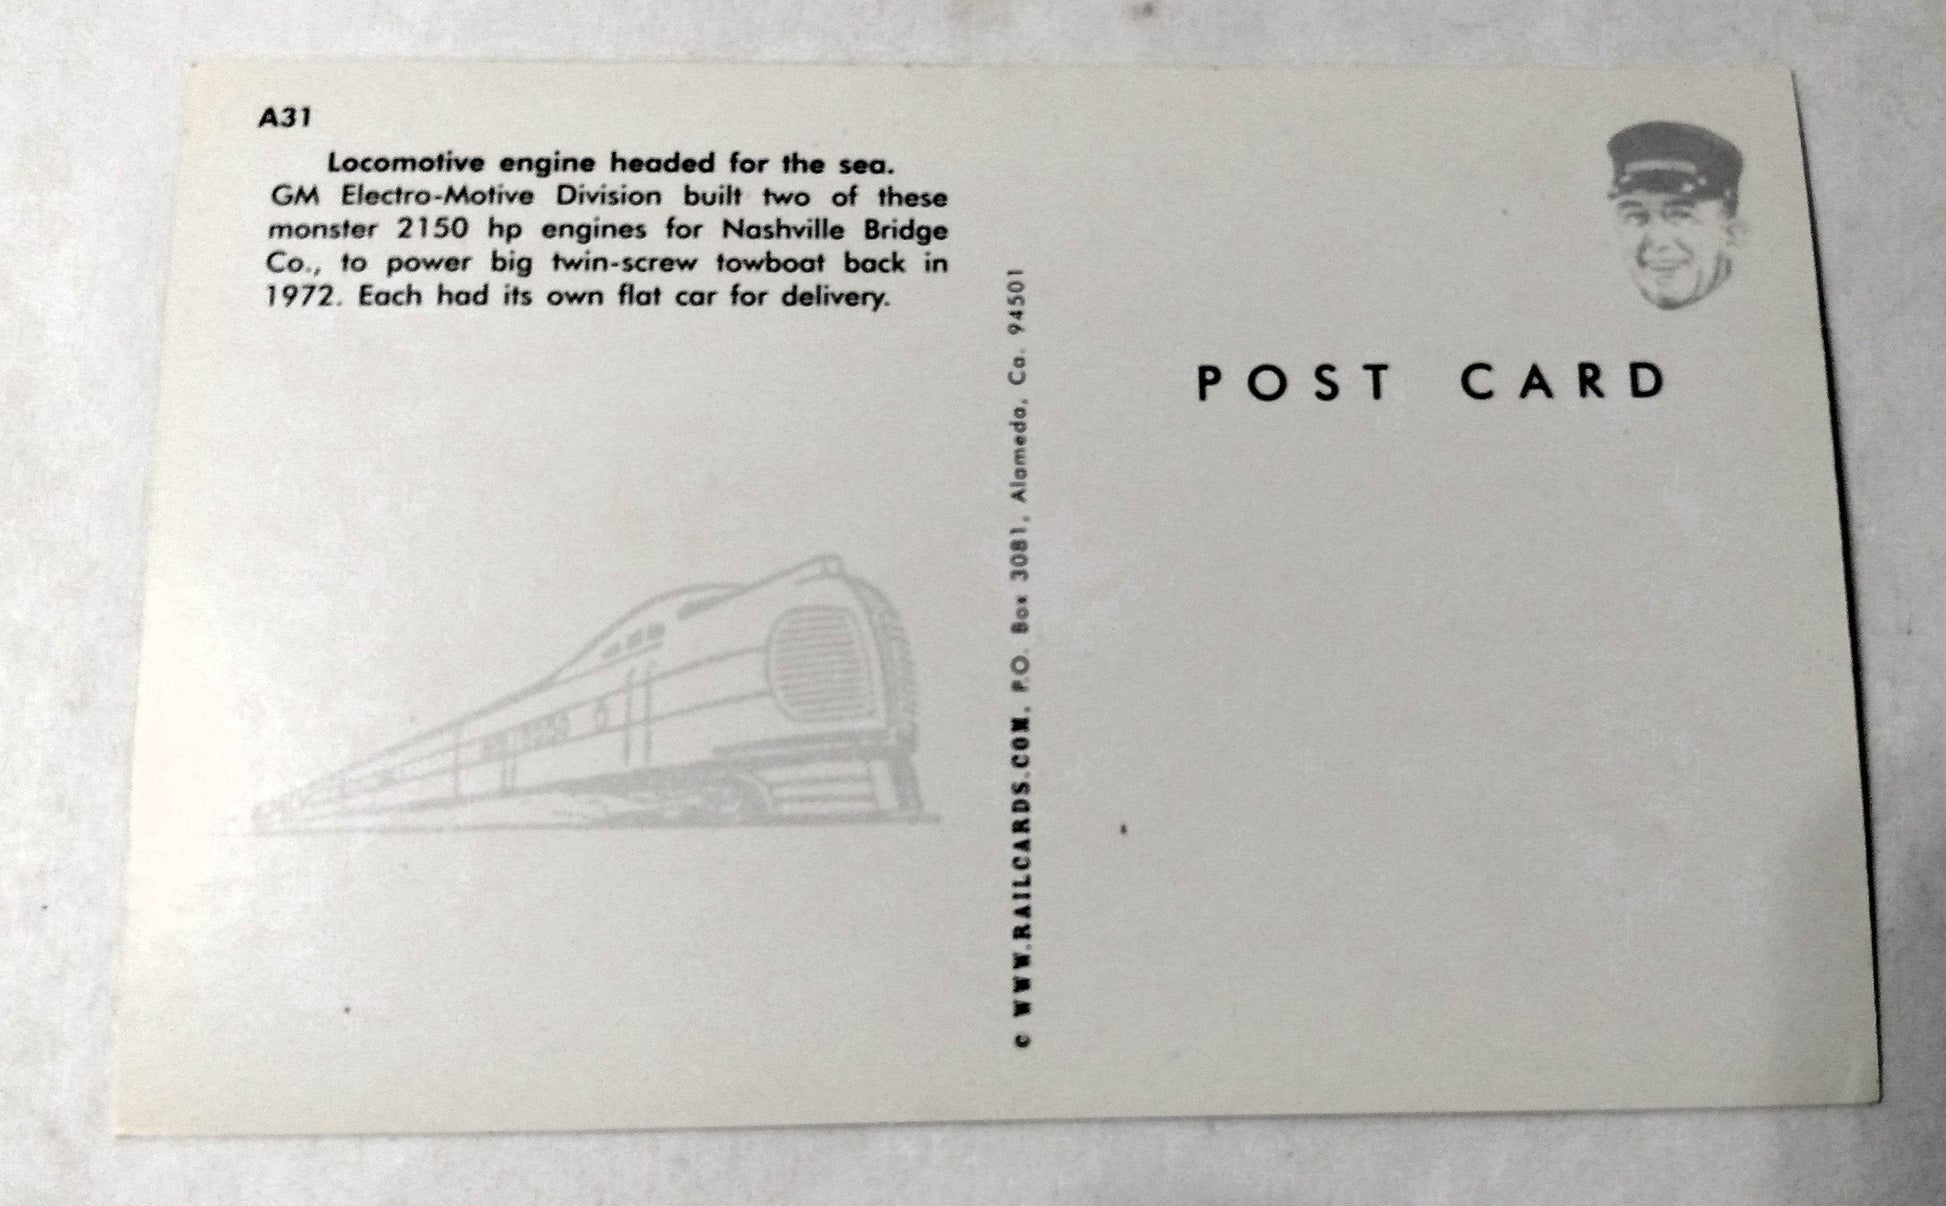 A31
Locomotive engine headed for the sea.
GM Electro-Motive Division built two of these
monster 2150 hp engines for Nashville Bridge
Co., to power big twin-screw towboat back in
1972. Each had its own flat car for delivery.
© WWW.RAILCARDS.COM, P.O. Box 3081, Alameda, Ca. 94501
POST CARD